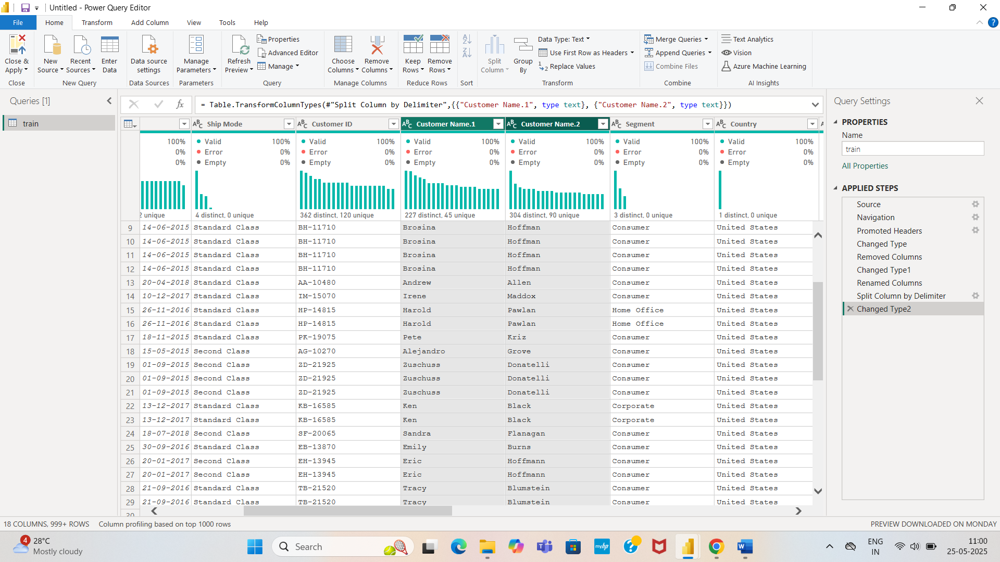 Untitled - Power Query Editor
File Home Transform Add Column View Tools Help
Close & Apply
Close
New Source
Recent Sources
Enter Data
New Query
Data source settings
Data Sources
Manage Parameters
Parameters
Refresh Preview
Properties
Advanced Editor
Manage
Query
Choose Columns
Remove Columns
Manage Columns
Keep Rows
Remove Rows
Reduce Rows
Sort
Split Column
Group By
Data Type: Text
Use First Row as Headers
Replace Values
Transform
Merge Queries
Append Queries
Combine Files
Combine
Text Analytics
Vision
Azure Machine Learning
AI Insights
Queries [1]
train
fx
= Table.TransformColumnTypes(#"Split Column by Delimiter",{{"Customer Name.1", type text}, {"Customer Name.2", type text}})
Ship Mode Customer ID Customer Name.1 Customer Name.2 Segment Country
100% Valid 100% Valid 100% Valid 100% Valid 100% Valid 100% Valid 100%
0% Error 0% Error 0% Error 0% Error 0% Error 0% Error 0%
0% Empty 0% Empty 0% Empty 0% Empty 0% Empty 0% Empty 0%
2 unique 4 distinct, 0 unique 362 distinct, 120 unique 227 distinct, 45 unique 304 distinct, 90 unique 3 distinct, 0 unique 1 distinct, 0 unique
9 14-06-2015 Standard Class BH-11710 Brosina Hoffman Consumer United States
10 14-06-2015 Standard Class BH-11710 Brosina Hoffman Consumer United States
11 14-06-2015 Standard Class BH-11710 Brosina Hoffman Consumer United States
12 14-06-2015 Standard Class BH-11710 Brosina Hoffman Consumer United States
13 20-04-2018 Standard Class AA-10480 Andrew Allen Consumer United States
14 10-12-2017 Standard Class IM-15070 Irene Maddox Consumer United States
15 26-11-2016 Standard Class HP-14815 Harold Pawlan Home Office United States
16 26-11-2016 Standard Class HP-14815 Harold Pawlan Home Office United States
17 18-11-2015 Standard Class PK-19075 Pete Kriz Consumer United States
18 15-05-2015 Second Class AG-10270 Alejandro Grove Consumer United States
19 01-09-2015 Second Class ZD-21925 Zuschuss Donatelli Consumer United States
20 01-09-2015 Second Class ZD-21925 Zuschuss Donatelli Consumer United States
21 01-09-2015 Second Class ZD-21925 Zuschuss Donatelli Consumer United States
22 13-12-2017 Standard Class KB-16585 Ken Black Corporate United States
23 13-12-2017 Standard Class KB-16585 Ken Black Corporate United States
24 18-07-2018 Second Class SF-20065 Sandra Flanagan Consumer United States
25 30-09-2016 Standard Class EB-13870 Emily Burns Consumer United States
26 20-01-2017 Second Class EH-13945 Eric Hoffmann Consumer United States
27 20-01-2017 Second Class EH-13945 Eric Hoffmann Consumer United States
28 21-09-2016 Standard Class TB-21520 Tracy Blumstein Consumer United States
29 21-09-2016 Standard Class TB-21520 Tracy Blumstein Consumer United States
30
Query Settings
PROPERTIES
Name
train
All Properties
APPLIED STEPS
Source
Navigation
Promoted Headers
Changed Type
Removed Columns
Changed Type1
Renamed Columns
Split Column by Delimiter
Changed Type2
18 COLUMNS, 999+ ROWS Column profiling based on top 1000 rows PREVIEW DOWNLOADED ON MONDAY
4
28°C
Mostly cloudy
Search
myhp
ENG
IN
11:00
25-05-2025